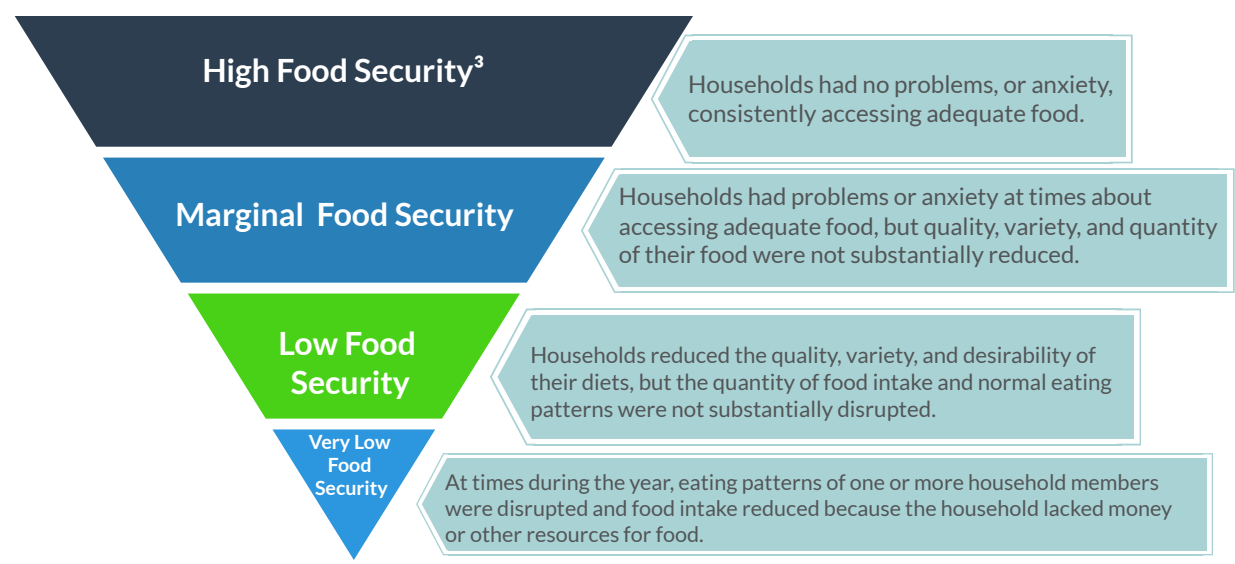 High Food Security³
Households had no problems, or anxiety,
consistently accessing adequate food.
Marginal  Food Security
Households had problems or anxiety at times about
accessing adequate food, but quality, variety, and quantity
of their food were not substantially reduced.
Low Food
Security
Households reduced the quality, variety, and desirability of
their diets, but the quantity of food intake and normal eating
patterns were not substantially disrupted.
Very Low
Food
Security
At times during the year, eating patterns of one or more household members
were disrupted and food intake reduced because the household lacked money
or other resources for food.